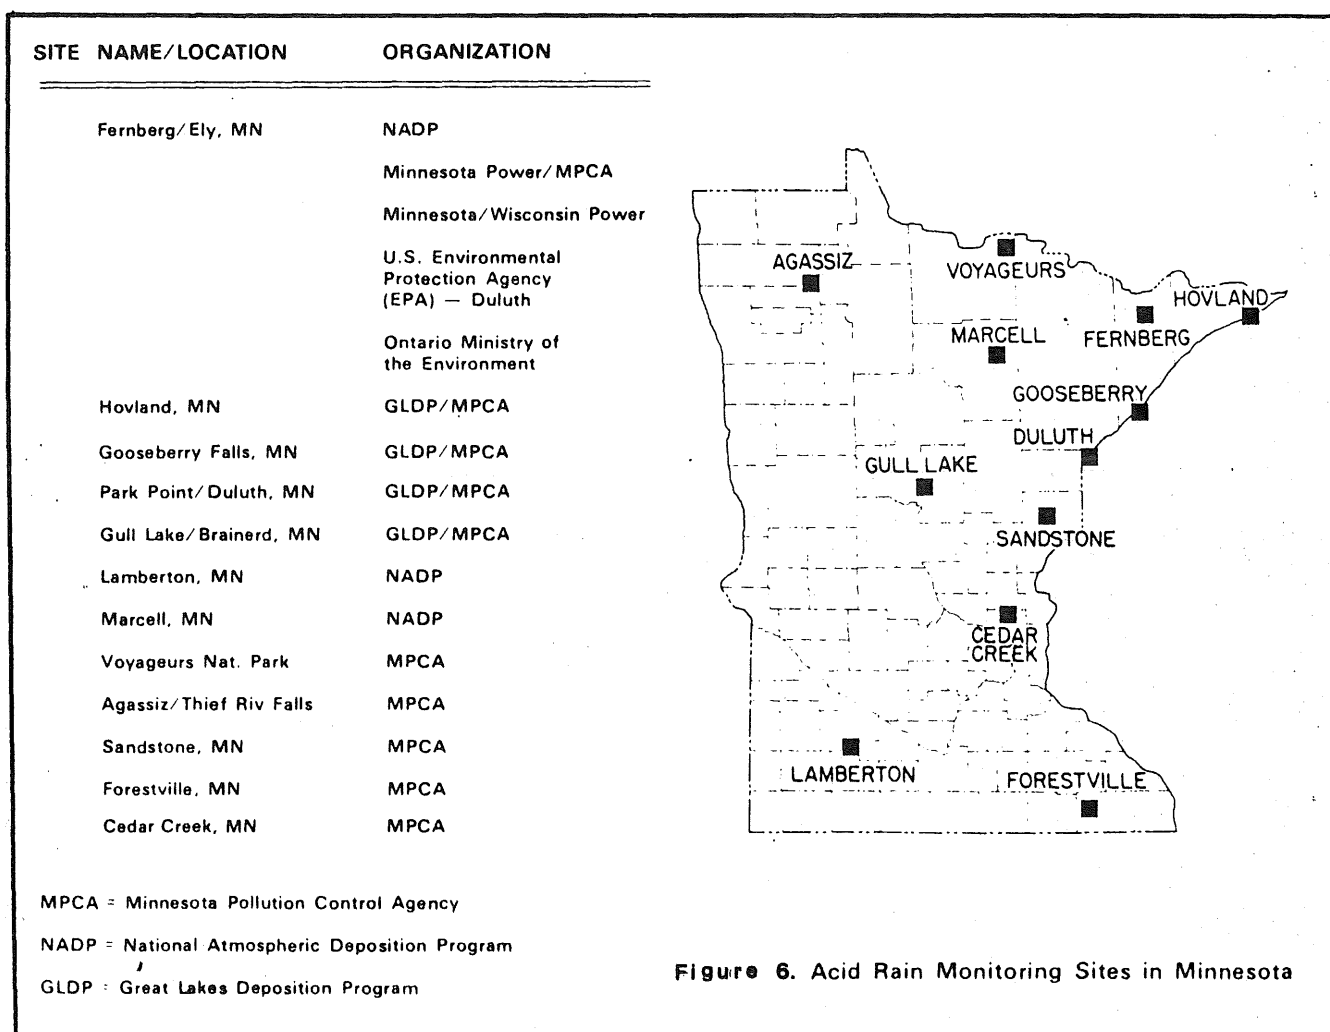 SITE NAME/LOCATION ORGANIZATION
Fernberg/Ely, MN NADP
Minnesota Power/MPCA
Minnesota/Wisconsin Power
U.S. Environmental
Protection Agency
(EPA) — Duluth
Ontario Ministry of
the Environment
Hovland, MN GLDP/MPCA
Gooseberry Falls, MN GLDP/MPCA
Park Point/Duluth, MN GLDP/MPCA
Gull Lake/Brainerd, MN GLDP/MPCA
Lamberton, MN NADP
Marcell, MN NADP
Voyageurs Nat. Park MPCA
Agassiz/Thief Riv Falls MPCA
Sandstone, MN MPCA
Forestville, MN MPCA
Cedar Creek, MN MPCA
MPCA = Minnesota Pollution Control Agency
NADP = National Atmospheric Deposition Program
GLDP = Great Lakes Deposition Program
AGASSIZ
VOYAGEURS
HOVLAND
MARCELL
FERNBERG
GOOSEBERRY
DULUTH
GULL LAKE
SANDSTONE
CEDAR
CREEK
LAMBERTON
FORESTVILLE
Figure 6. Acid Rain Monitoring Sites in Minnesota